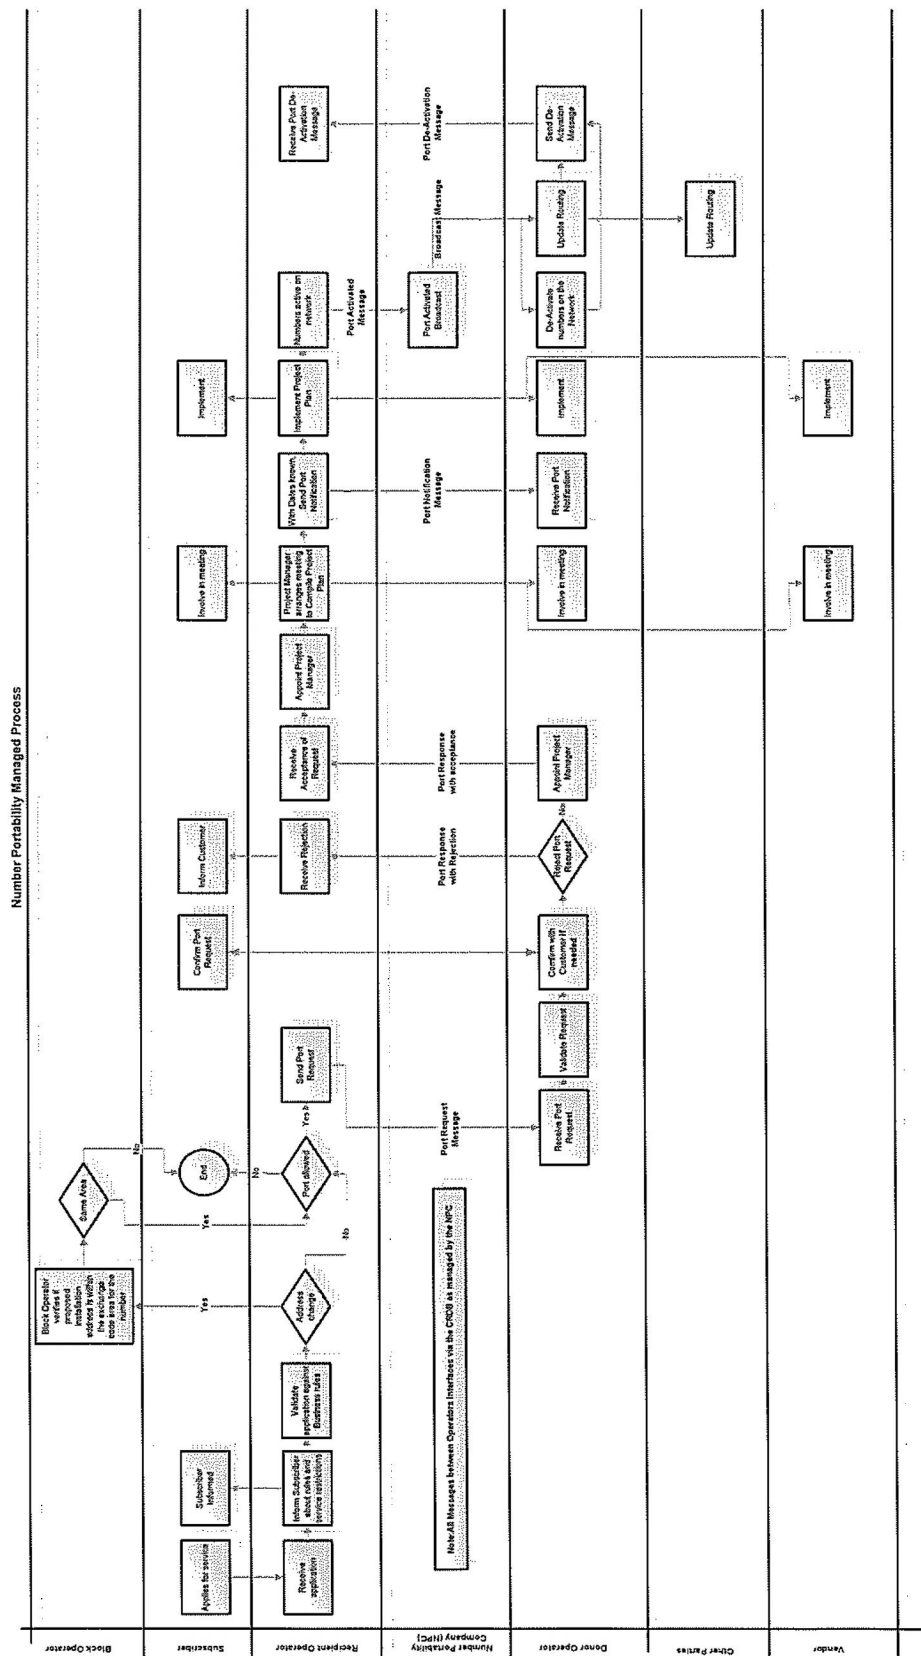 Number Portability Managed Process
Block Operator
Block Operator
verifies if
proposed
installation
address is within
the exchange
code area for the
number
Same Area
No
Yes
Yes
Subscriber
Applies for service
Subscriber
Informed
End
Confirm Port
Request
Inform Customer
Involve in meeting
Implement
Recipient Operator
Receive
application
Inform Subscriber
about rules and
service restrictions
Validate
application against
Business rules
Address
change
No
Port allowed
No
Yes
Send Port
Request
Receive Rejection
Receive
Acceptance of
Request
Appoint Project
Manager
Project Manager
arranges meeting
to Compile Project
Plan
With Dates known,
Send Port
Notification
Implement Project
Plan
Numbers active on
network
Receive Port De-
Activation
Message
Number Portability
Company (NPC)
Note:All Messages between Operators Interfaces via the CRDB as managed by the NPC
Port Request
Message
Port Response
with Rejection
Port Response
with acceptance
Port Notification
Message
Port Activated
Message
Port Activated
Broadcast
Broadcast Message
Port De-Activation
Message
Donor Operator
Receive Port
Request
Validate Request
Confirm with
Customer if
needed
Reject Port
Request
No
Appoint Project
Manager
Involve in meeting
Receive Port
Notification
Implement
De-Activate
numbers on the
Network
Update Routing
Send De-
Activation
Message
Other Parties
Update Routing
Vendor
Involve in meeting
Implement